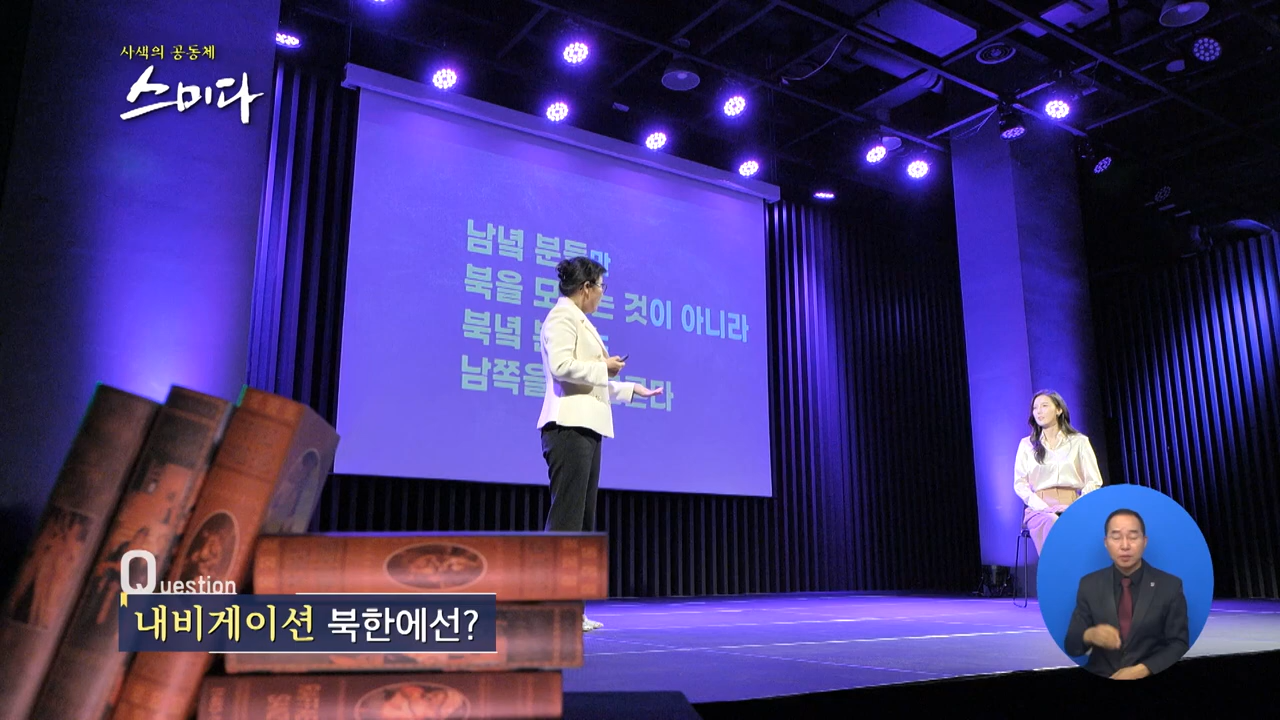 사색의 공동체
스미다
남녘 분들만
북을 모르는 것이 아니라
북녘
남쪽을
Question
내비게이션 북한에선?